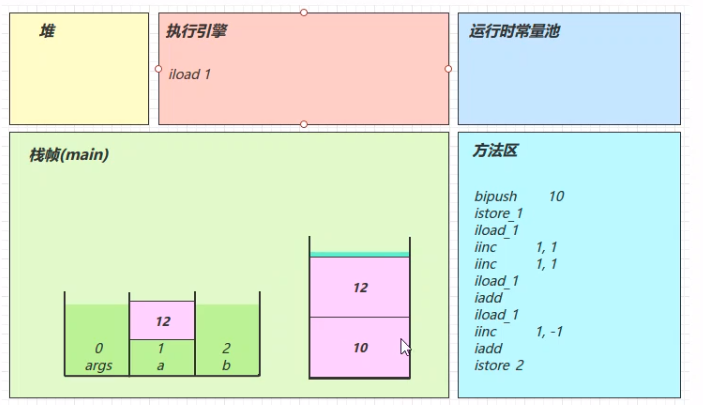 堆
执行引擎
iload 1
运行时常量池
栈帧(main)
12
0
args
1
a
2
b
12
10
方法区
bipush 10
istore_1
iload_1
iinc 1, 1
iinc 1, 1
iload_1
iadd
iload_1
iinc 1, -1
iadd
istore 2